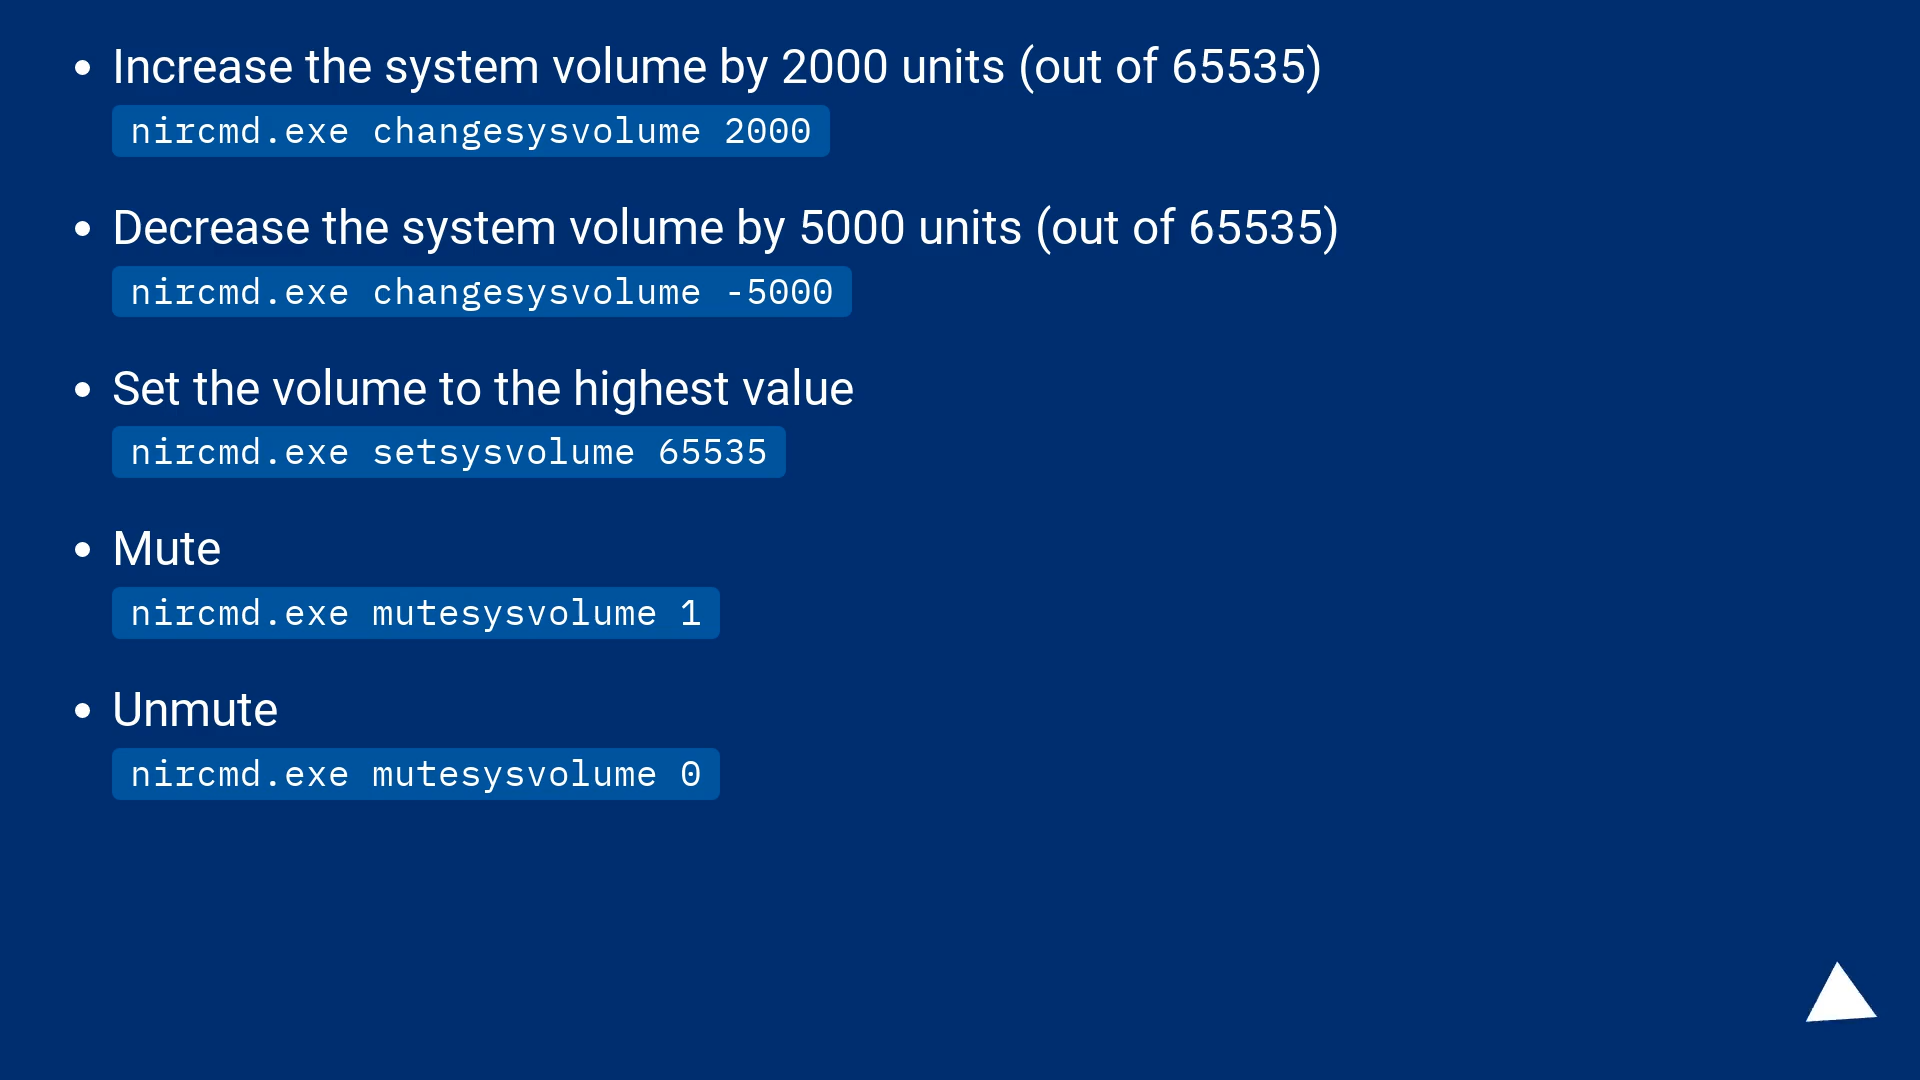 • Increase the system volume by 2000 units (out of 65535)
nircmd.exe changesysvolume 2000
• Decrease the system volume by 5000 units (out of 65535)
nircmd.exe changesysvolume -5000
• Set the volume to the highest value
nircmd.exe setsysvolume 65535
• Mute
nircmd.exe mutesysvolume 1
• Unmute
nircmd.exe mutesysvolume 0